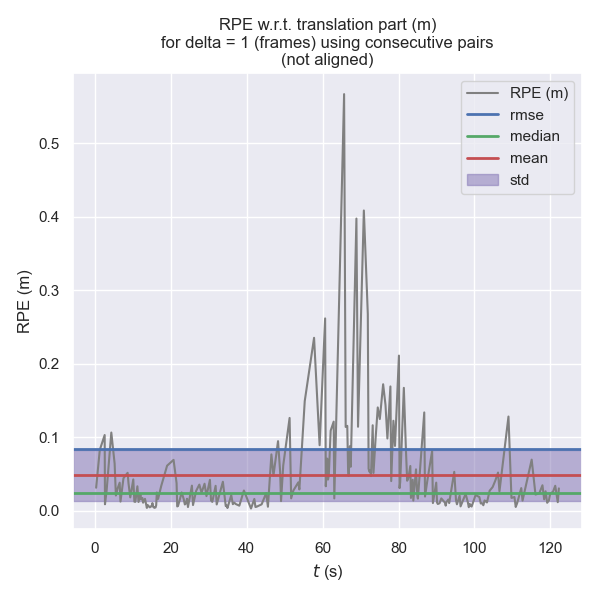 RPE w.r.t. translation part (m)
for delta = 1 (frames) using consecutive pairs
(not aligned)
RPE (m)
rmse
median
mean
std
0.5
0.4
0.3
0.2
0.1
0.0
RPE (m)
0 20 40 60 80 100 120
t (s)